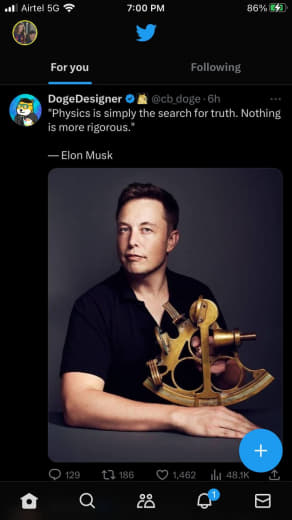 Airtel 5G 7:00 PM 86%
For you Following
DogeDesigner @cb_doge · 6h
"Physics is simply the search for truth. Nothing
is more rigorous."
— Elon Musk
129 186 1,462 48.1K
1